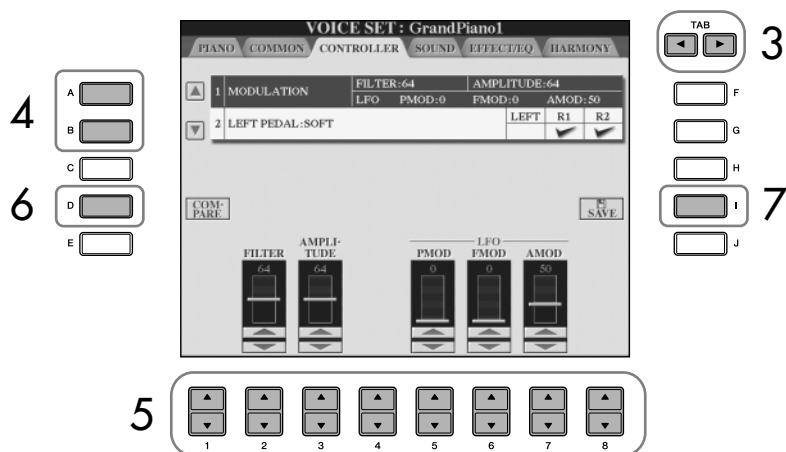 VOICE SET : GrandPiano1
TAB
3
PIANO COMMON CONTROLLER SOUND EFFECT/EQ HARMONY
4
A
B
C
6
D
E
1 MODULATION FILTER:64 AMPLITUDE:64
LFO PMOD:0 FMOD:0 AMOD:50
2 LEFT PEDAL:SOFT LEFT R1 R2
COM-
PARE
SAVE
F
G
H
I
7
J
FILTER AMPLI-
TUDE
LFO
PMOD FMOD AMOD
64 64 0 0 50
5
1 2 3 4 5 6 7 8